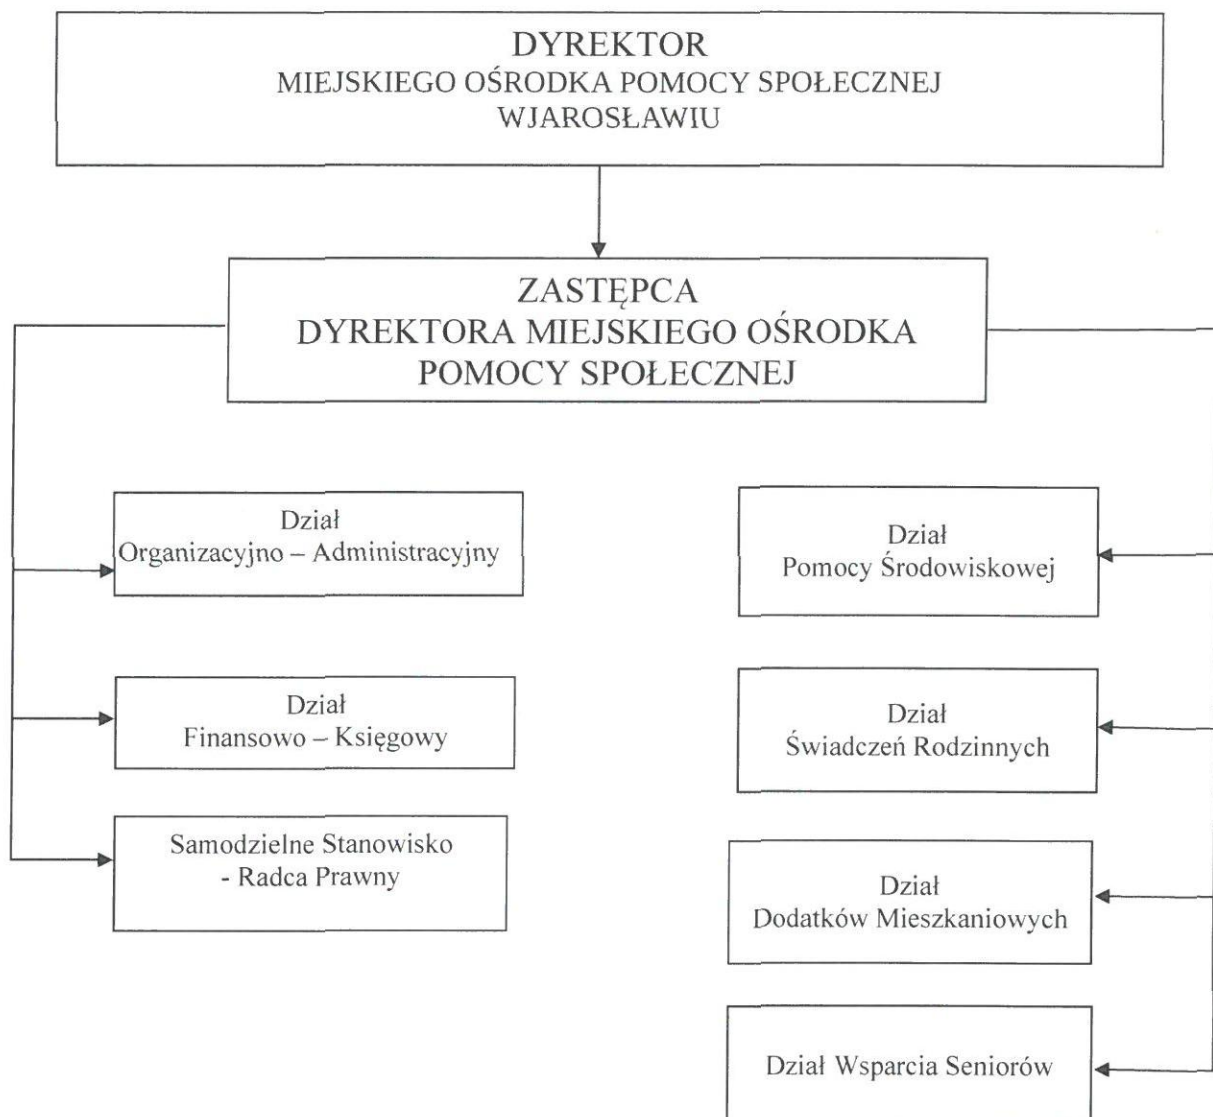 DYREKTOR
MIEJSKIEGO OŚRODKA POMOCY SPOŁECZNEJ
WJAROSŁAWIU
ZASTĘPCA
DYREKTORA MIEJSKIEGO OŚRODKA
POMOCY SPOŁECZNEJ
Dział
Organizacyjno – Administracyjny
Dział
Finansowo – Księgowy
Samodzielne Stanowisko
- Radca Prawny
Dział
Pomocy Środowiskowej
Dział
Świadczeń Rodzinnych
Dział
Dodatków Mieszkaniowych
Dział Wsparcia Seniorów